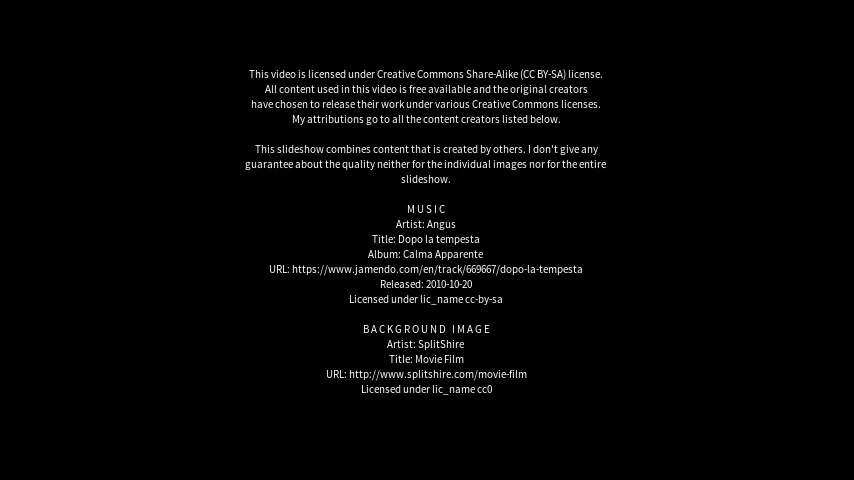 This video is licensed under Creative Commons Share-Alike (CC BY-SA) license.
All content used in this video is free available and the original creators
have chosen to release their work under various Creative Commons licenses.
My attributions go to all the content creators listed below.
This slideshow combines content that is created by others. I don't give any
guarantee about the quality neither for the individual images nor for the entire
slideshow.
MUSIC
Artist: Angus
Title: Dopo la tempesta
Album: Calma Apparente
URL: https://www.jamendo.com/en/track/669667/dopo-la-tempesta
Released: 2010-10-20
Licensed under lic_name cc-by-sa
BACKGROUND IMAGE
Artist: SplitShire
Title: Movie Film
URL: http://www.splitshire.com/movie-film
Licensed under lic_name cc0